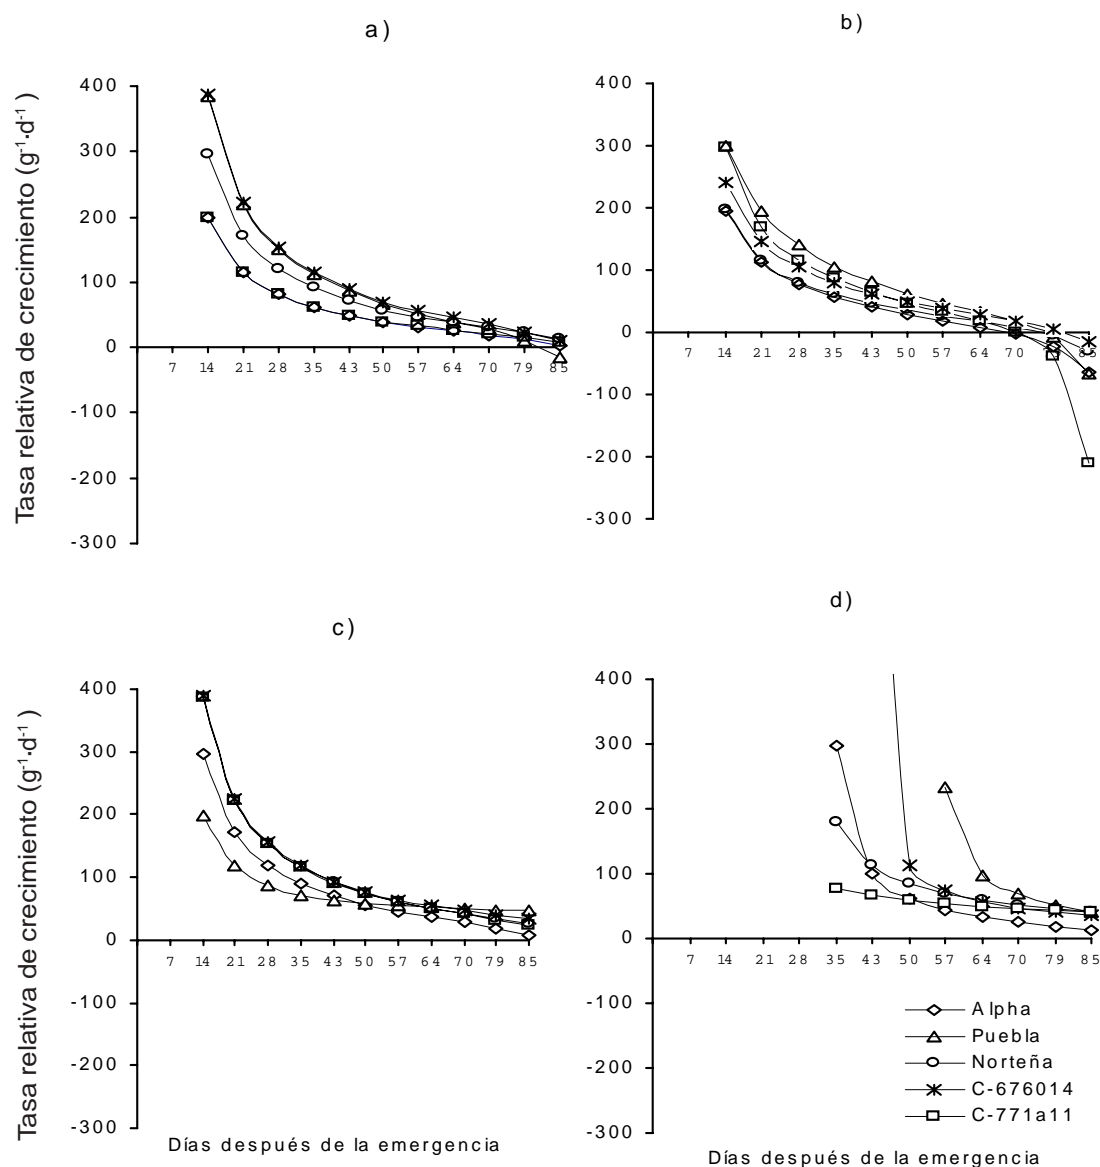 a)
b)
Tasa relativa de crecimiento (g⁻¹·d⁻¹ )
400
300
200
100
0
-100
-200
-300
7 14 21 28 35 43 50 57 64 70 79 85
400
300
200
100
0
-100
-200
-300
7 14 21 28 35 43 50 57 64 70 85
c)
d)
Tasa relativa de crecimiento (g⁻¹·d⁻¹ )
400
300
200
100
0
-100
-200
-300
7 14 21 28 35 43 50 57 64 70 79 85
Días después de la emergencia
400
300
200
100
0
-100
-200
-300
7 14 21 28 35 43 50 57 64 70 79 85
Alpha
Puebla
Norteña
C-676014
C-771a11
Días después de la emergencia